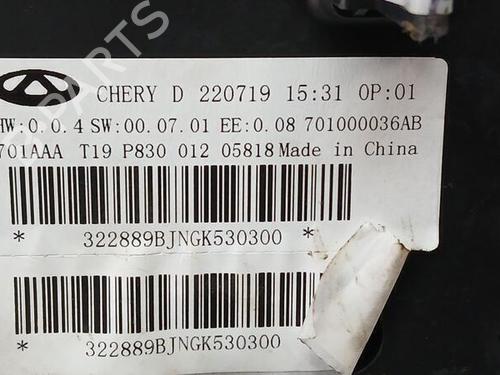 CHERY D 220719 15:31 OP:01
HW:0.0.4 SW:00.07.01 EE:0.08 701000036AB
701AAA T19 P830 012 05818 Made in China
* 322889BJNGK530300 *
* 322889BJNGK530300
PARTS